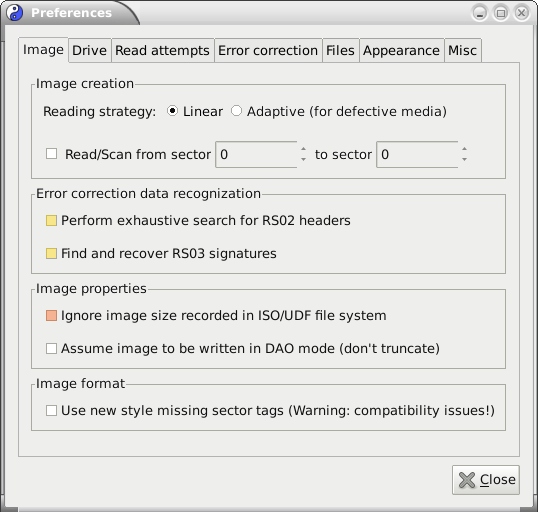 Preferences
Image Drive Read attempts Error correction Files Appearance Misc
Image creation
Reading strategy: Linear Adaptive (for defective media)
Read/Scan from sector 0 to sector 0
Error correction data recognization
Perform exhaustive search for RS02 headers
Find and recover RS03 signatures
Image properties
Ignore image size recorded in ISO/UDF file system
Assume image to be written in DAO mode (don't truncate)
Image format
Use new style missing sector tags (Warning: compatibility issues!)
Close